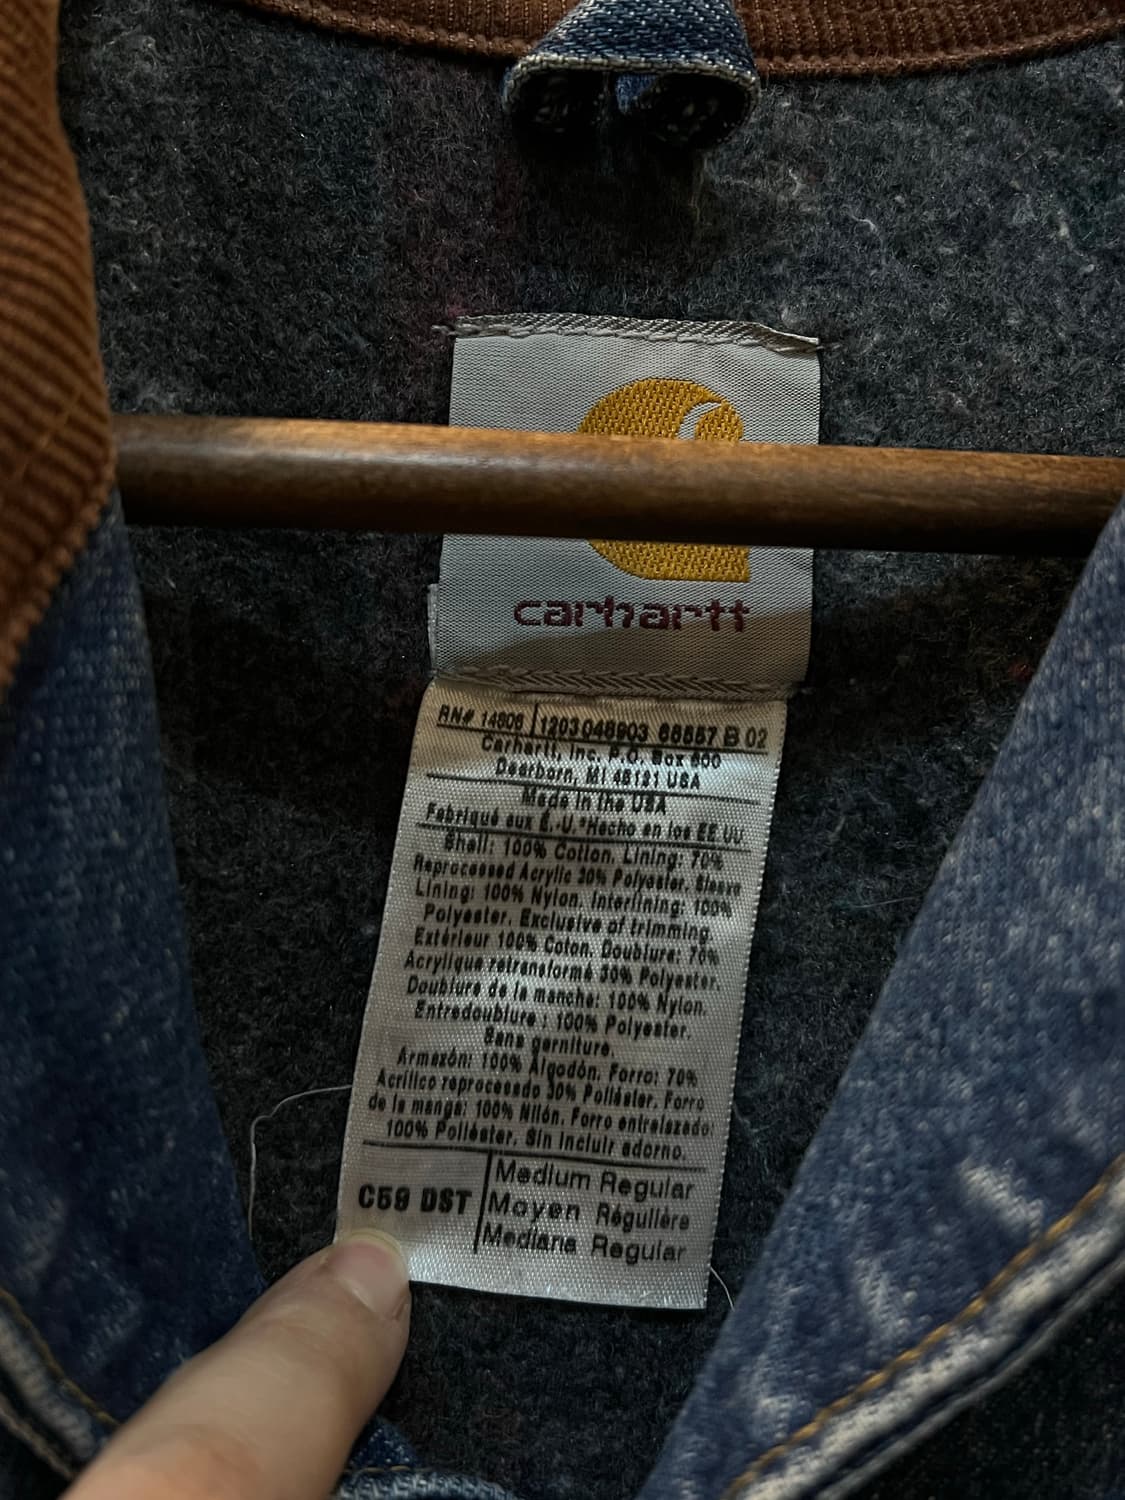 carhartt
RN# 14806 1203048903 66557 B 02
Carhartt, Inc. P.O. Box 600
Dearborn, MI 48121 USA
Made in the USA
Fabriqué aux É.-U.*Hecho en los EE.UU.
Shell: 100% Cotton. Lining: 70%
Reprocessed Acrylic 30% Polyester. Sleeve
Lining: 100% Nylon. Interlining: 100%
Polyester. Exclusive of trimming
Extérieur 100% Coton. Doublure: 70%
Acrylique retransformé 30% Polyester.
Doublure de la manche: 100% Nylon.
Entredoublure : 100% Polyester.
Sans garniture.
Armazón: 100% Algodón. Forro: 70%
Acrílico reprocesado 30% Poliéster. Forro
de la manga: 100% Nilón. Forro entrelazado:
100% Poliéster. Sin incluir adorno.
C59 DST
Medium Regular
Moyen Régulière
Mediana Regular